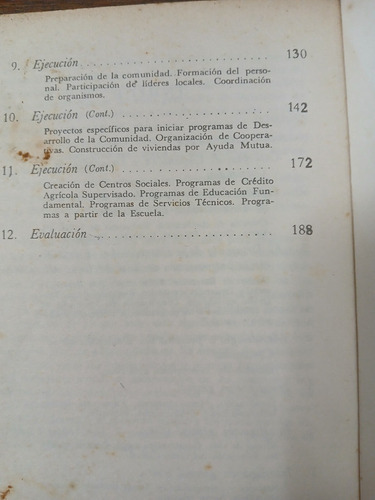 9. Ejecución .............................. 130
Preparación de la comunidad. Formación del perso-
nal. Participación de líderes locales. Coordinación
de organismos.
10. Ejecución (Cont.) .............................. 142
Proyectos específicos para iniciar programas de Des-
arrollo de la Comunidad. Organización de Coopera-
tivas. Construcción de viviendas por Ayuda Mutua.
11. Ejecución (Cont.) .............................. 172
Creación de Centros Sociales. Programas de Crédito
Agrícola Supervisado. Programas de Educación Fun-
damental. Programas de Servicios Técnicos. Progra-
mas a partir de la Escuela.
12. Evaluación .............................. 188